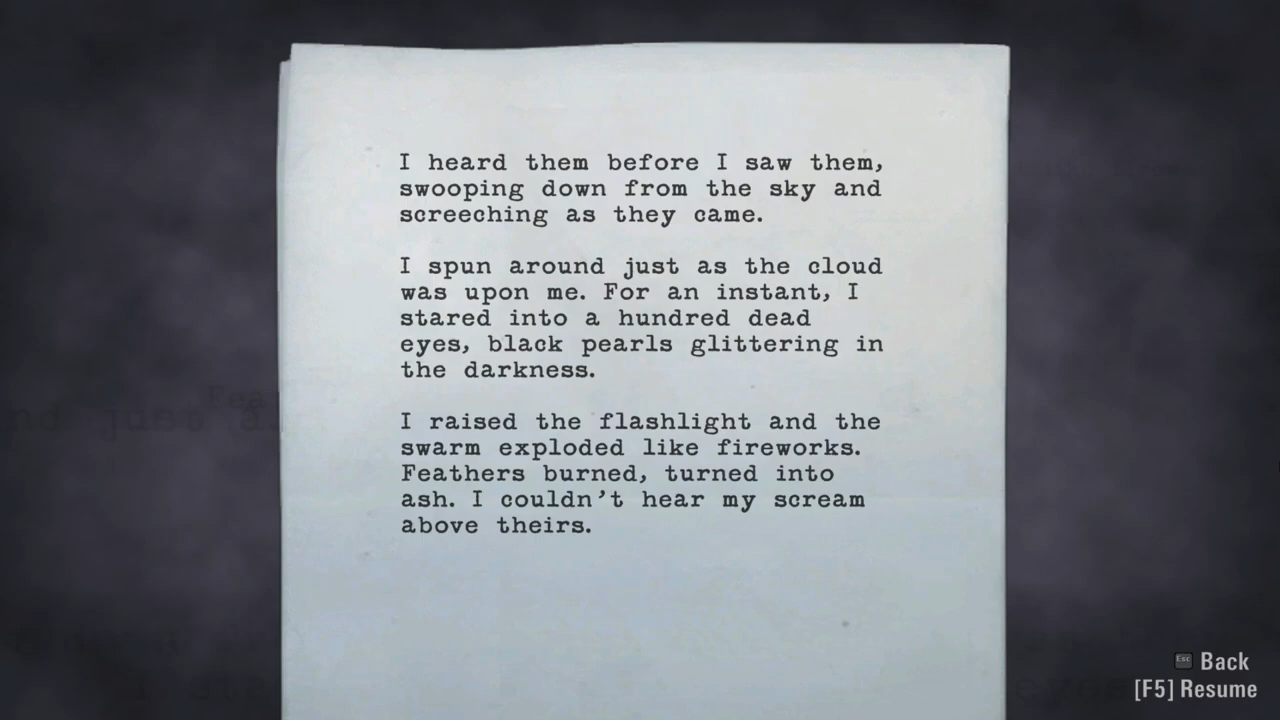 I heard them before I saw them,
swooping down from the sky and
screeching as they came.
I spun around just as the cloud
was upon me. For an instant, I
stared into a hundred dead
eyes, black pearls glittering in
the darkness.
I raised the flashlight and the
swarm exploded like fireworks.
Feathers burned, turned into
ash. I couldn't hear my scream
above theirs.
Esc Back
[F5] Resume